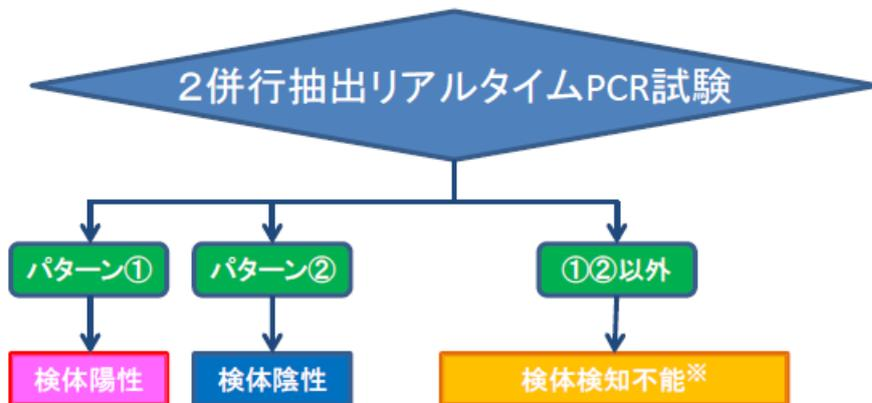 ２併行抽出リアルタイムPCR試験
パターン①
パターン②
①②以外
検体陽性
検体陰性
検体検知不能※